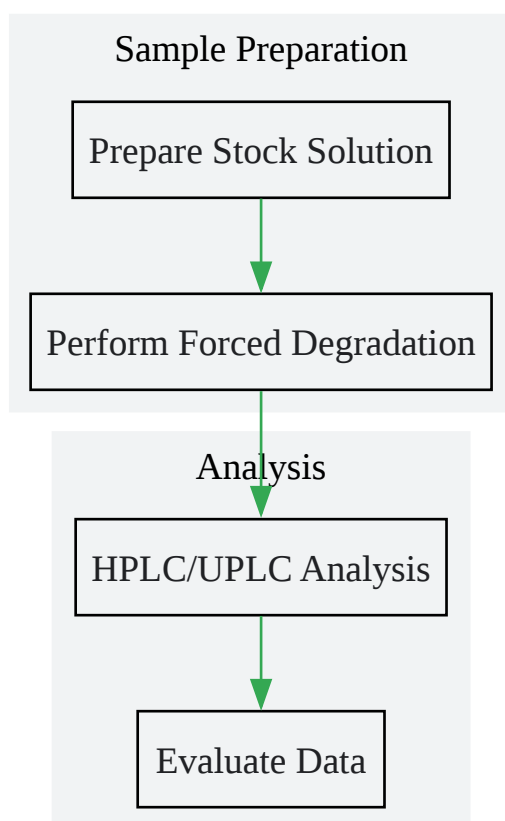 Sample Preparation
Prepare Stock Solution
Perform Forced Degradation
Analysis
HPLC/UPLC Analysis
Evaluate Data